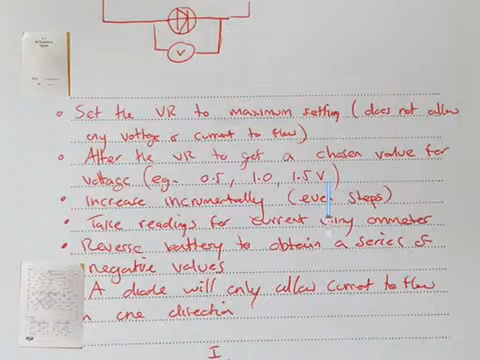 V
• Set the VR to maximum setting (does not allow
any voltage & current to flow)
• Alter the VR to get a chosen value for
voltage (eg. 0.5, 1.0, 1.5 V)
• Increase incrementally (even steps)
• Take readings for current using ammeter
• Reverse battery to obtain a series of
negative values
A diode will only allow current to flow
in one direction
I